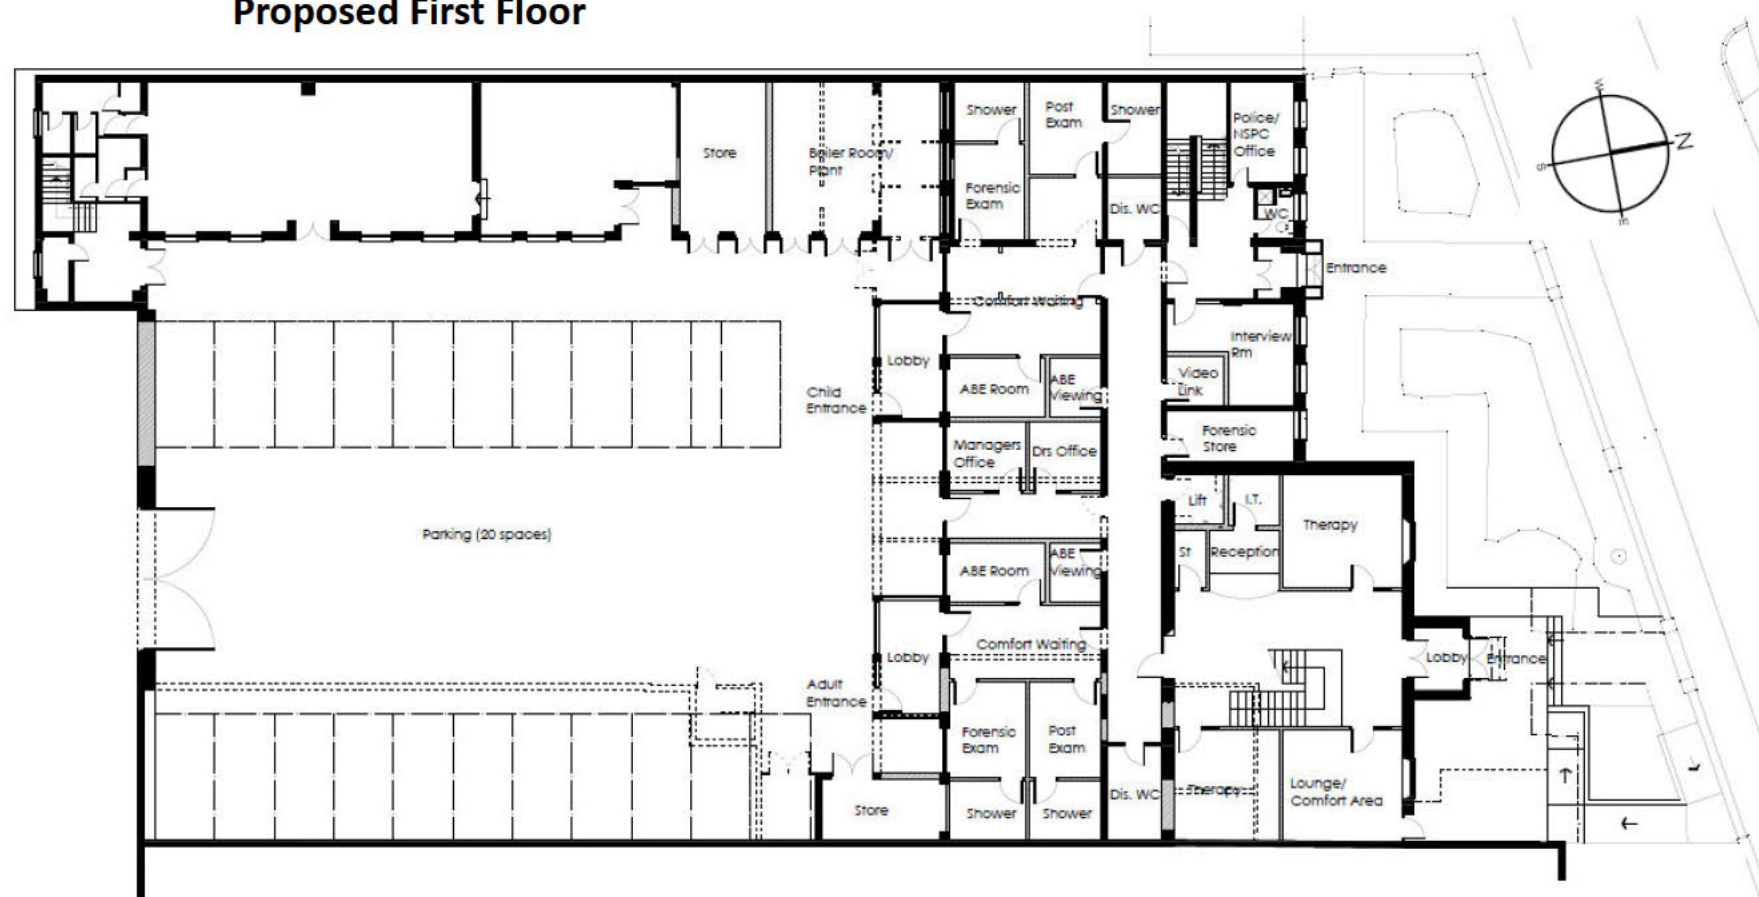 Proposed First Floor
Shower
Post
Exam
Shower
Police/
NSPC
Office
Store
Boiler Room/
Plant
Forensic
Exam
Dis. WC
WC
W
N
S
E
Entrance
Comfort Waiting
Interview
Rm
Lobby
Video
Link
ABE Room
ABE
Viewing
Child
Entrance
Forensic
Store
Managers
Office
Drs Office
Lift
I.T.
Therapy
Parking (20 spaces)
St
Reception
ABE Room
ABE
Viewing
Comfort Waiting
Lobby
Lobby
Entrance
Adult
Entrance
Forensic
Exam
Post
Exam
Therapy
Lounge/
Comfort Area
Dis. WC
Store
Shower
Shower